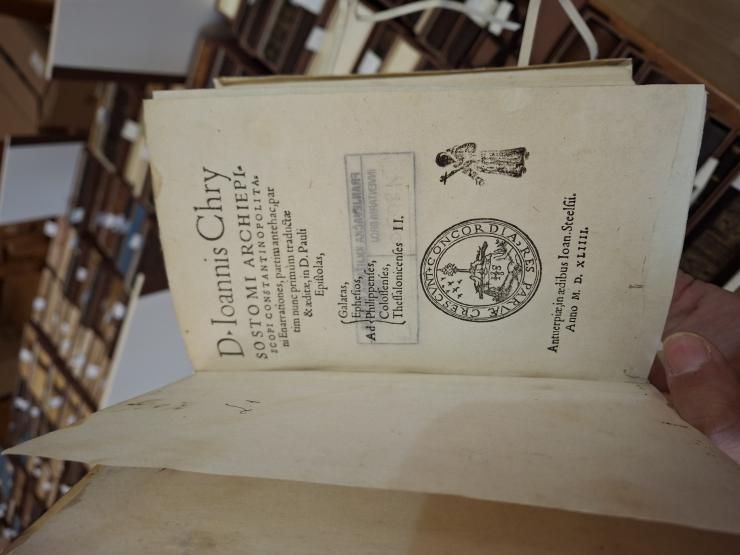 D. Ioannis Chry
SOSTOMI ARCHIEPI-
SCOPI CONSTANTINOPOLITA-
ni Enarrationes, partim antehac, par
tim nunc primùm traductæ
& æditæ, in D. Pauli
Epistolas,
Galatas,
Ephesios,
Ad Philippenses,
Colossenses,
Thessalonicenses II.
CONCORDIA, RES PARVÆ CRESCVNT.
Antuerpiæ, in ædibus Ioan. Steelsii.
Anno M. D. XLIIII.